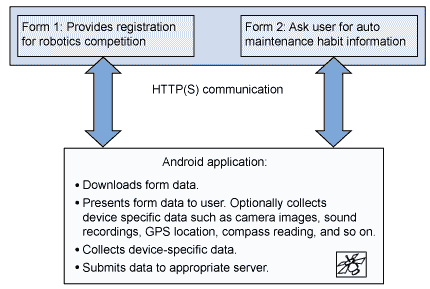 Form 1: Provides registration
for robotics competition
Form 2: Ask user for auto
maintenance habit information
HTTP(S) communication
Android application:
• Downloads form data.
• Presents form data to user. Optionally collects
device specific data such as camera images, sound
recordings, GPS location, compass reading, and so on.
• Collects device-specific data.
• Submits data to appropriate server.